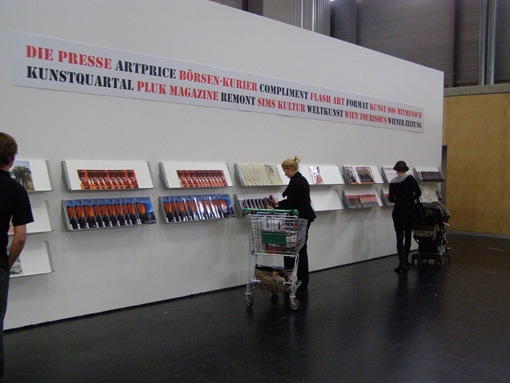 DIE PRESSE ARTPRICE BÖRSEN-KURIER COMPLIMENT FLASH ART FORMAT KUNST SOS MITMENSCH
KUNSTQUARTAL PLUK MAGAZINE REMONT SIMS KULTUR WELTKUNST WIEN TOURISMUS WIENER ZEITUNG